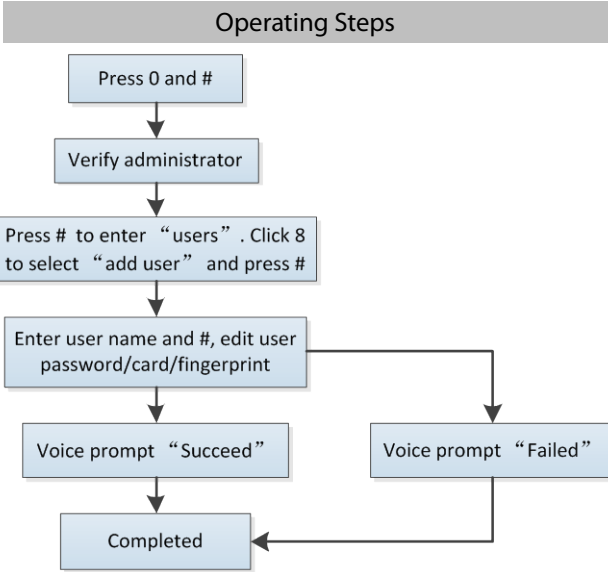 Operating Steps
Press 0 and #
Verify administrator
Press # to enter “users”. Click 8
to select “add user” and press #
Enter user name and #, edit user
password/card/fingerprint
Voice prompt “Succeed”
Voice prompt “Failed”
Completed